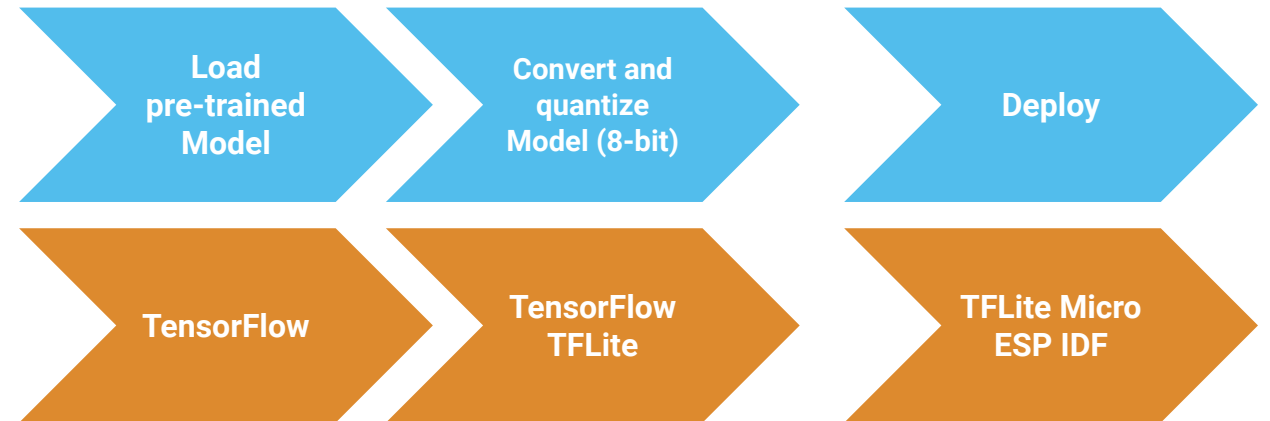 Load
pre-trained
Model
Convert and
quantize
Model (8-bit)
Deploy
TensorFlow
TensorFlow
TFLite
TFLite Micro
ESP IDF